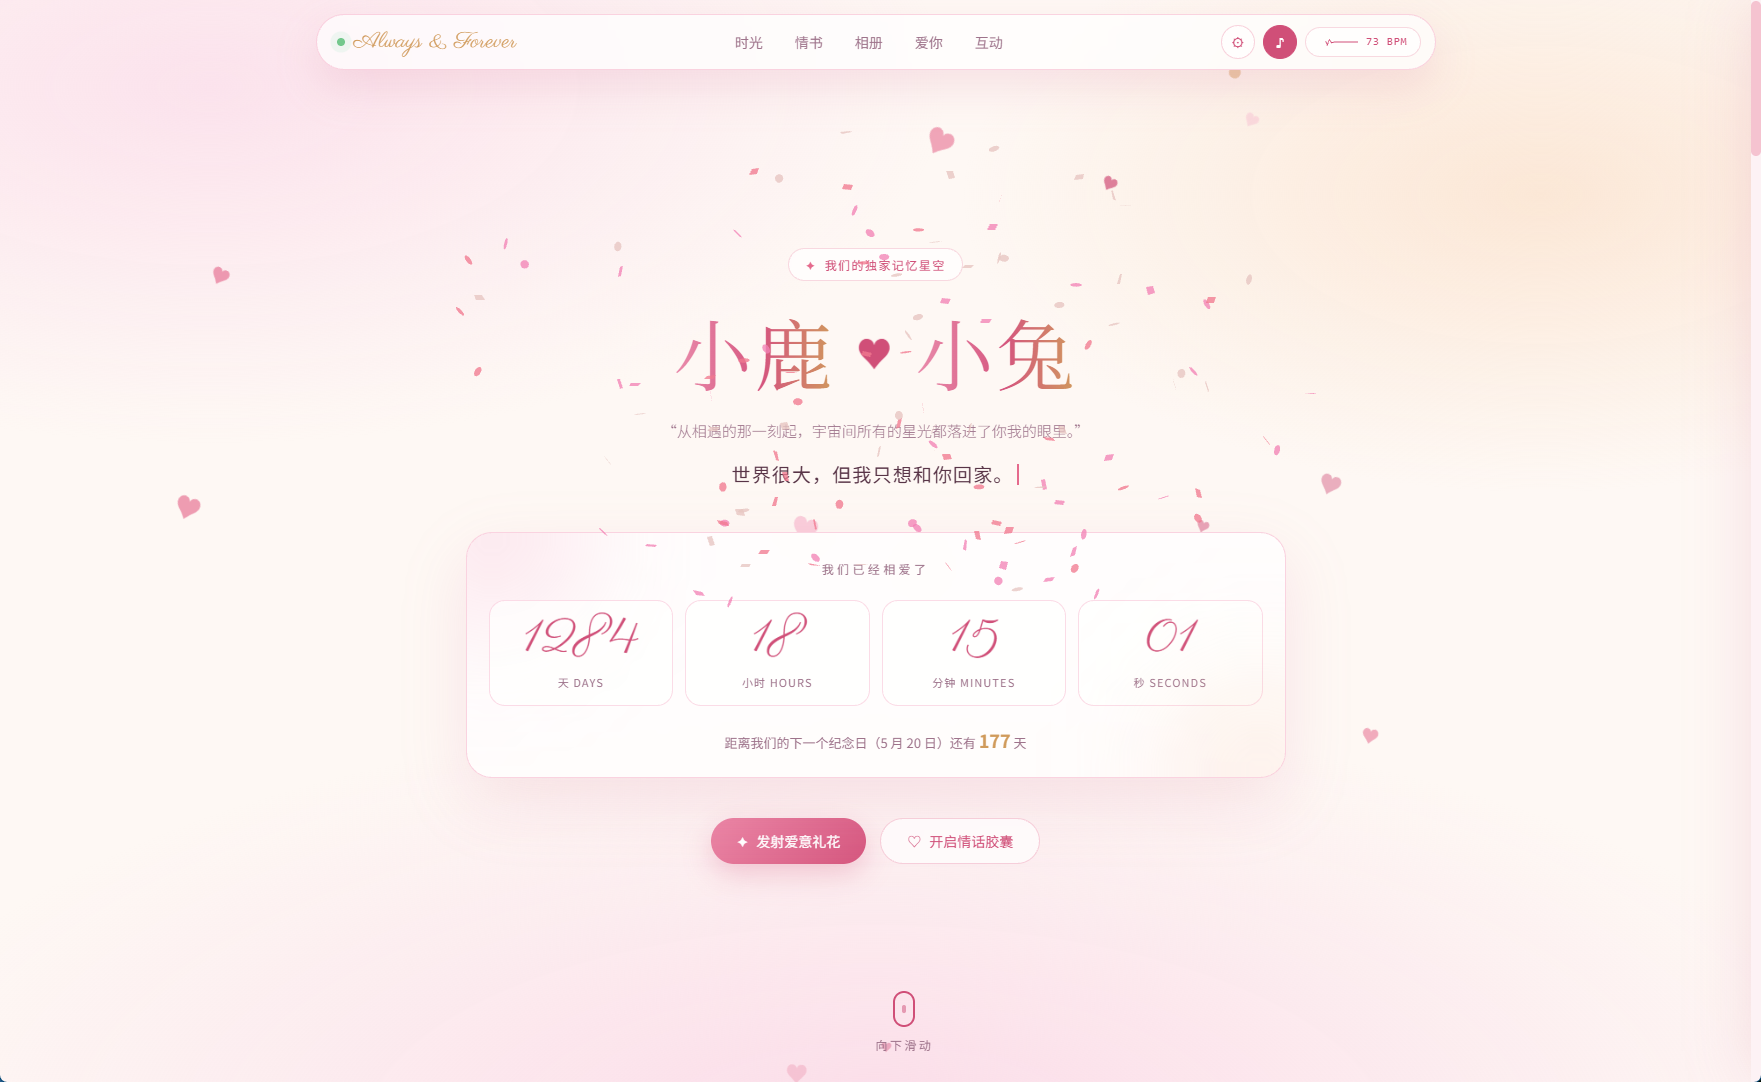 Always & Forever
时光 情书 相册 爱你 互动
73 BPM
我们的独家记忆星空
小鹿 ♥ 小兔
“从相遇的那一刻起，宇宙间所有的星光都落进了你我的眼里。”
世界很大，但我只想和你回家。
我们已经相爱了
1284 18 15 01
天 DAYS 小时 HOURS 分钟 MINUTES 秒 SECONDS
距离我们的下一个纪念日（5 月 20 日）还有 177 天
✦ 发射爱意礼花 ♡ 开启情话胶囊
向下滑动